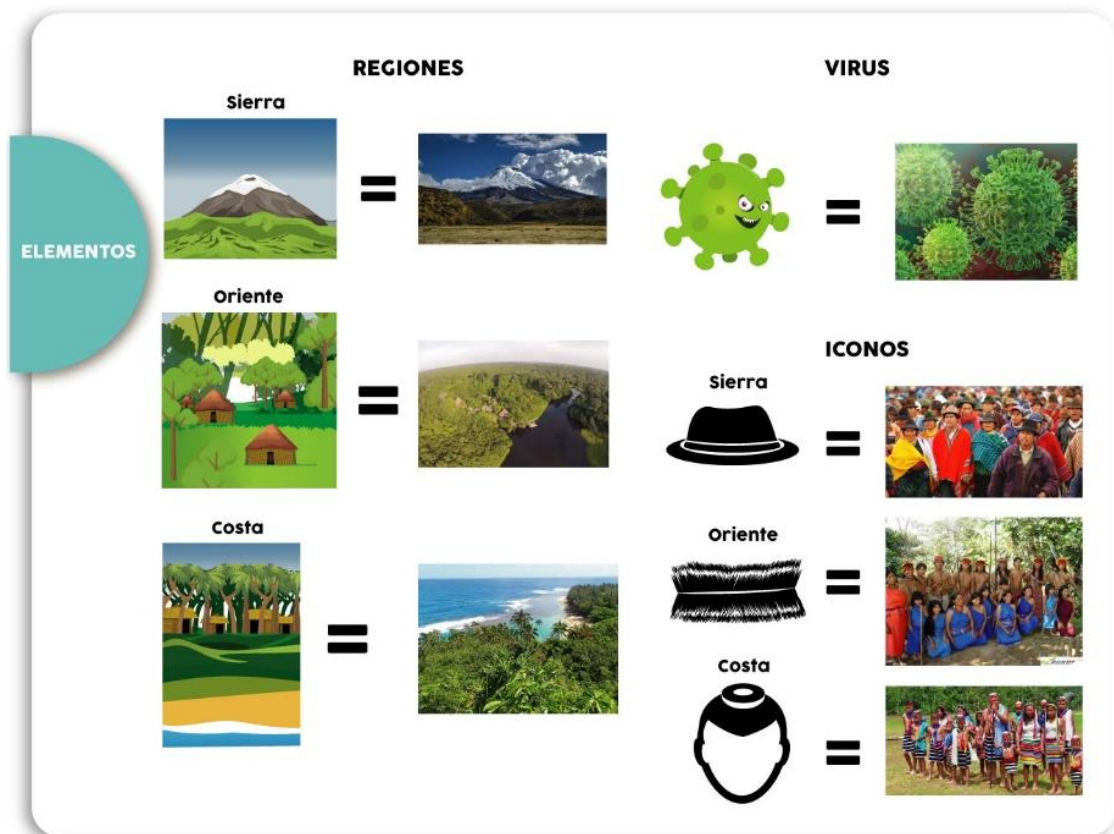 ELEMENTOS
REGIONES
Sierra
Oriente
Costa
VIRUS
ICONOS
Sierra
Oriente
Costa